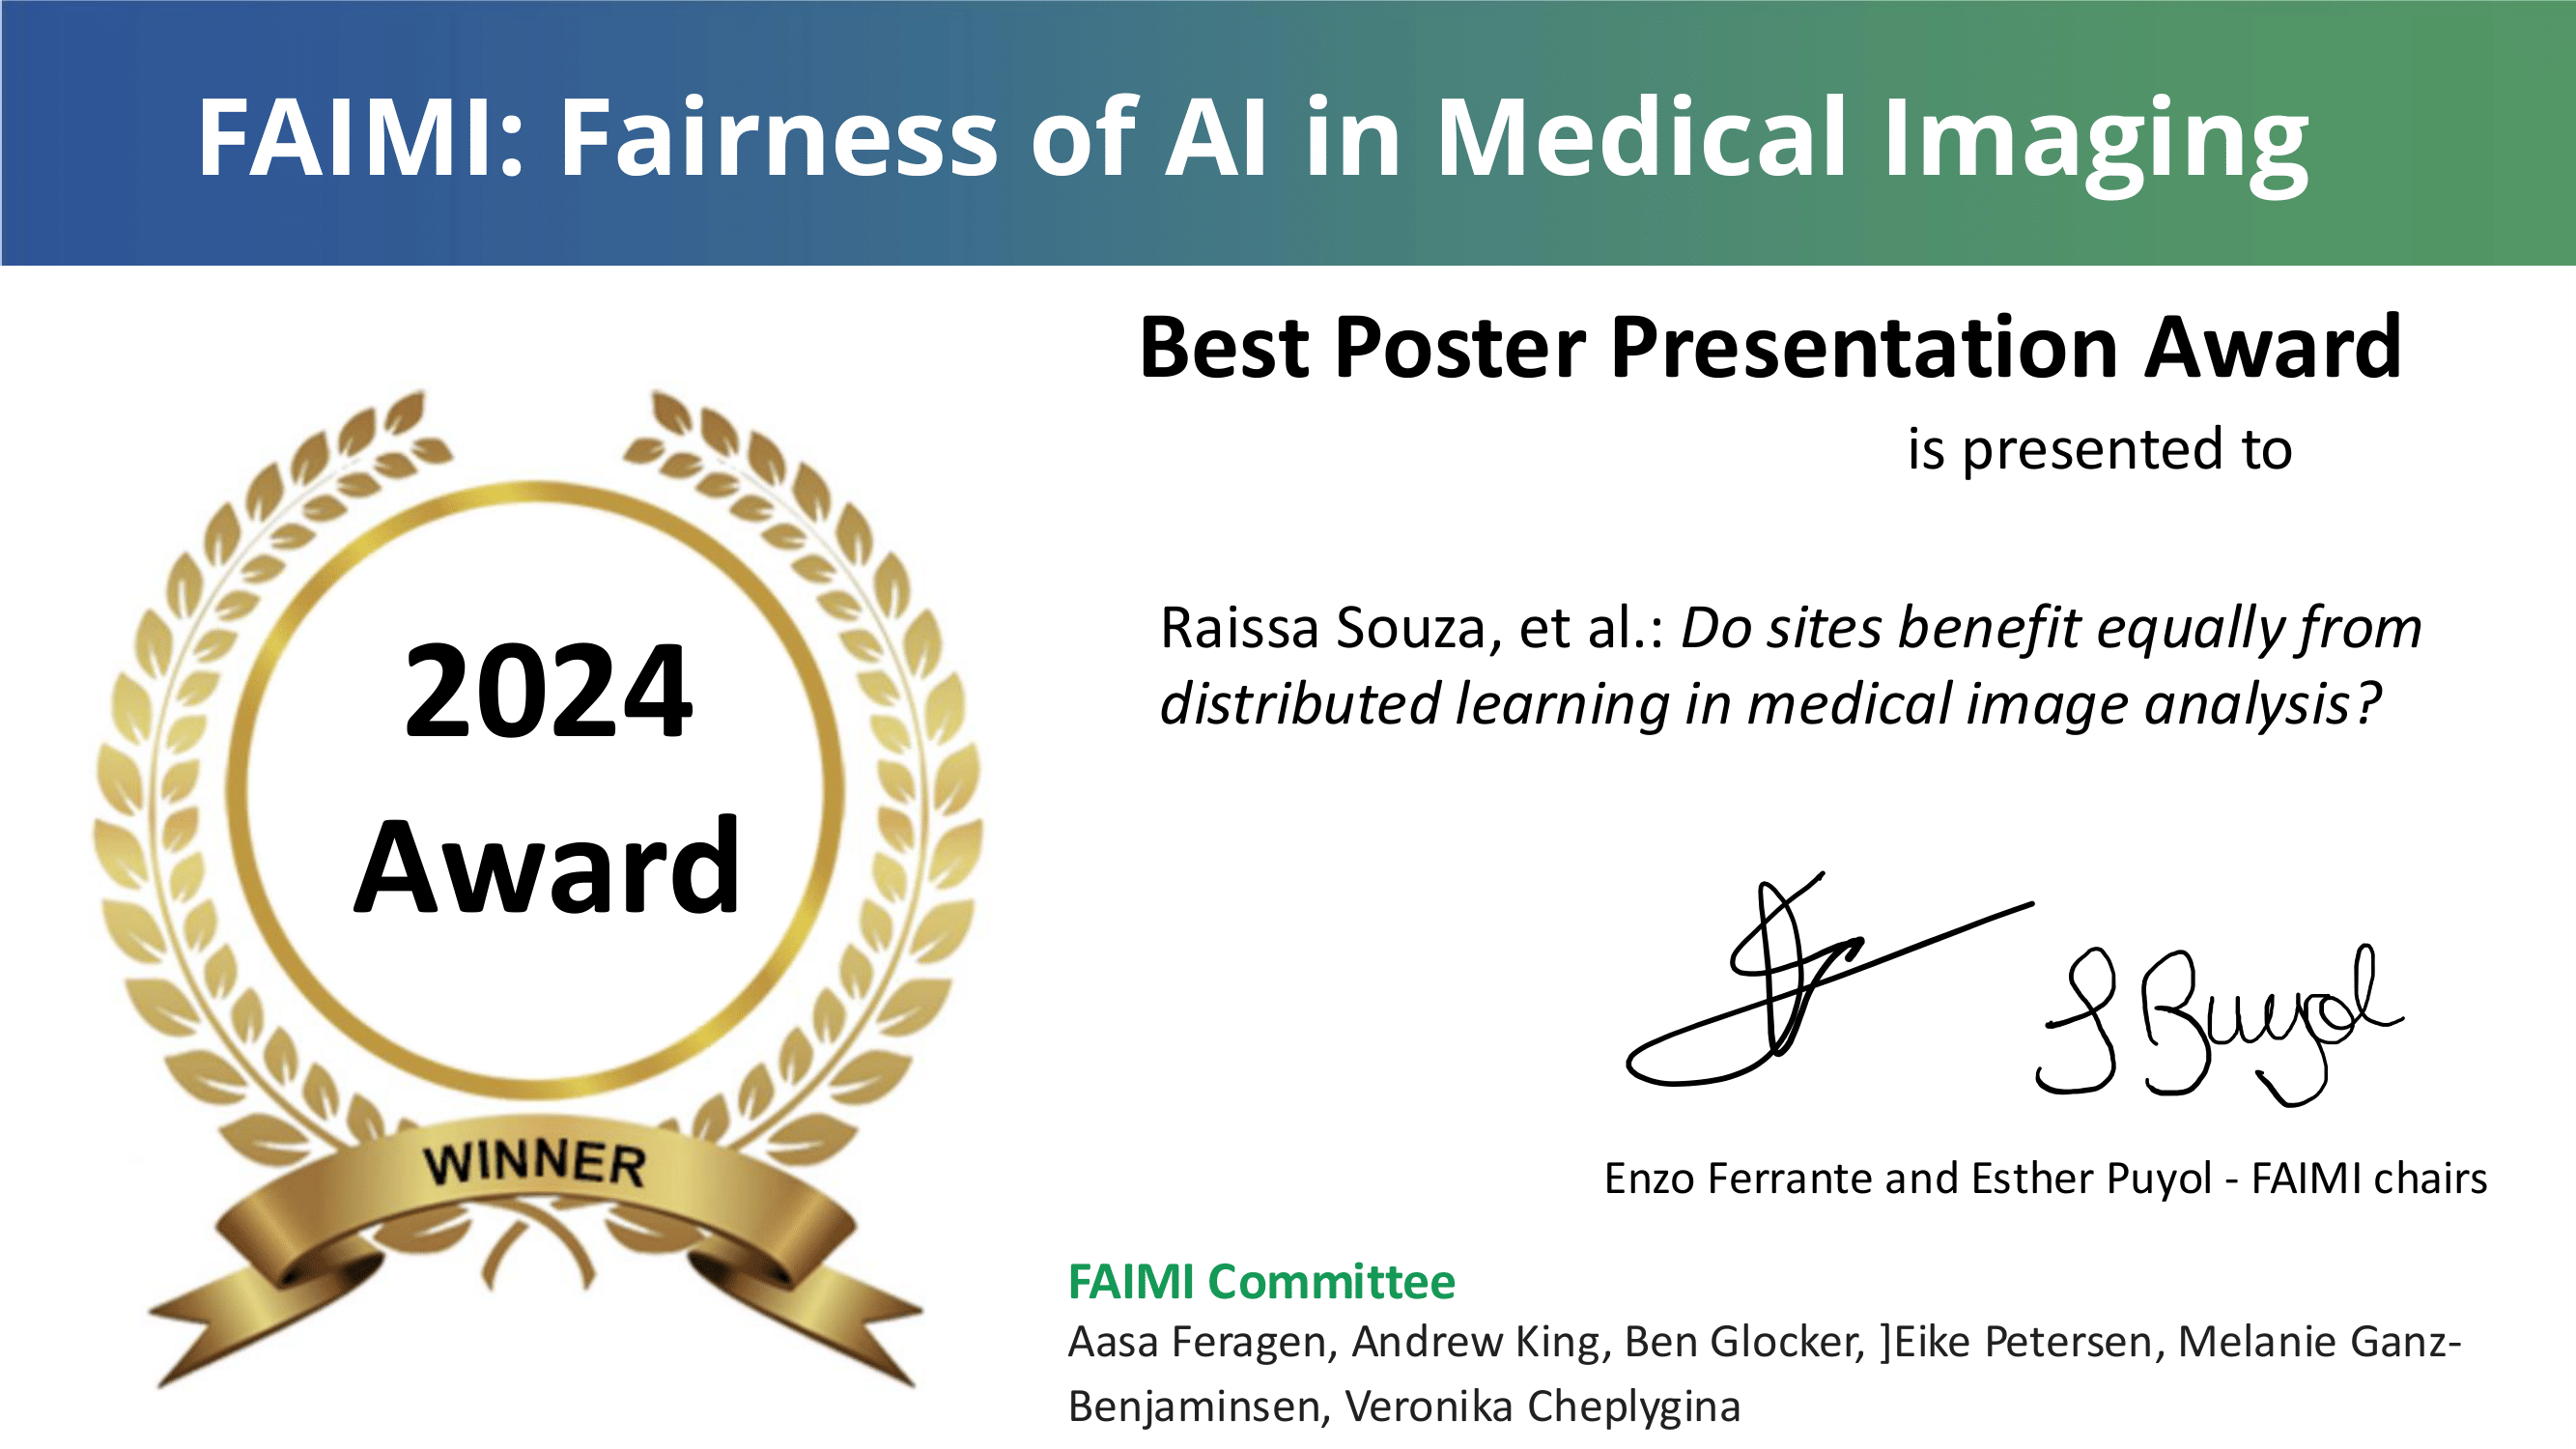 FAIMI: Fairness of AI in Medical Imaging
Best Poster Presentation Award
is presented to
2024
Award
WINNER
Raissa Souza, et al.: Do sites benefit equally from
distributed learning in medical image analysis?
S Buyol
Enzo Ferrante and Esther Puyol - FAIMI chairs
FAIMI Committee
Aasa Feragen, Andrew King, Ben Glocker, ]Eike Petersen, Melanie Ganz-
Benjaminsen, Veronika Cheplygina